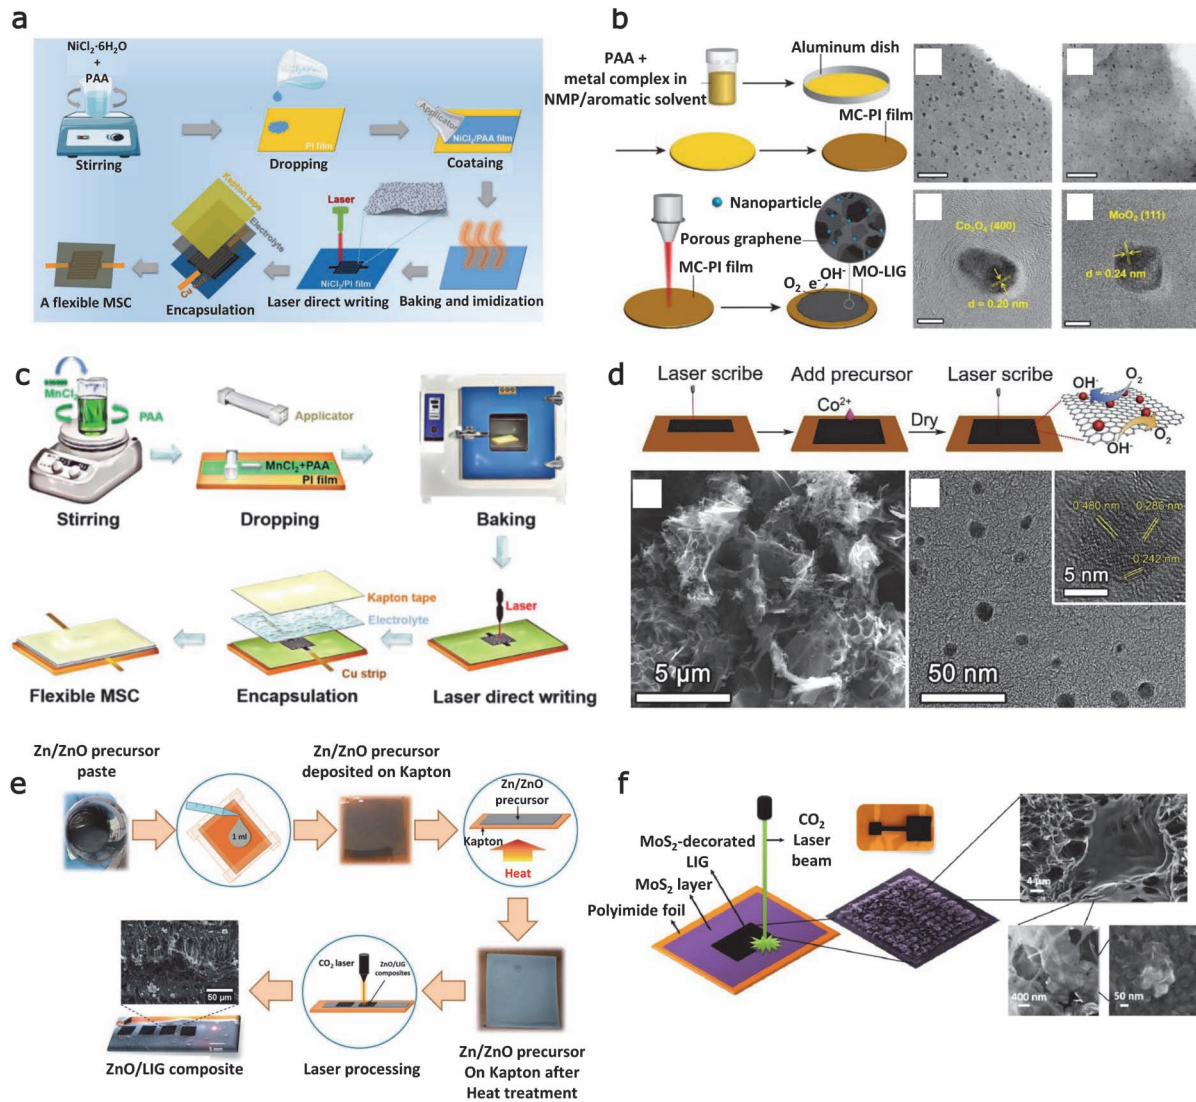 a
NiCl₂·6H₂O
+
PAA
Stirring
PI film
Dropping
Applicator
NiCl₂/PAA film
Coataing
Kapton tape
Electrolyte
Cu strip
Laser
NiCl₂/PI film
A flexible MSC
Encapsulation
Laser direct writing
Baking and imidization
b
PAA +
metal complex in
NMP/aromatic solvent
Aluminum dish
MC-PI film
Nanoparticle
Porous graphene
MC-PI film
MO-LIG
O₂ e⁻ OH⁻
Co₃O₄ (400)
d = 0.20 nm
MoO₂ (111)
d = 0.24 nm
c
MnCl₂
PAA
Stirring
Applicator
MnCl₂+PAA
PI film
Dropping
Baking
Kapton tape
Electrolyte
Cu strip
Laser
Flexible MSC
Encapsulation
Laser direct writing
d
Laser scribe
Add precursor
Laser scribe
Co²⁺
Dry
OH⁻
O₂
OH⁻
O₂
5 µm
50 nm
0.480 nm
0.286 nm
0.242 nm
5 nm
e
Zn/ZnO precursor
paste
1 ml
Zn/ZnO precursor
deposited on Kapton
Zn/ZnO
precursor
Kapton
Heat
50 µm
5 mm
ZnO/LIG composite
CO₂ laser
ZnO/LIG
composites
Laser processing
Zn/ZnO precursor
On Kapton after
Heat treatment
f
MoS₂-decorated
LIG
MoS₂ layer
Polyimide foil
CO₂
Laser
beam
4 µm
400 nm
50 nm